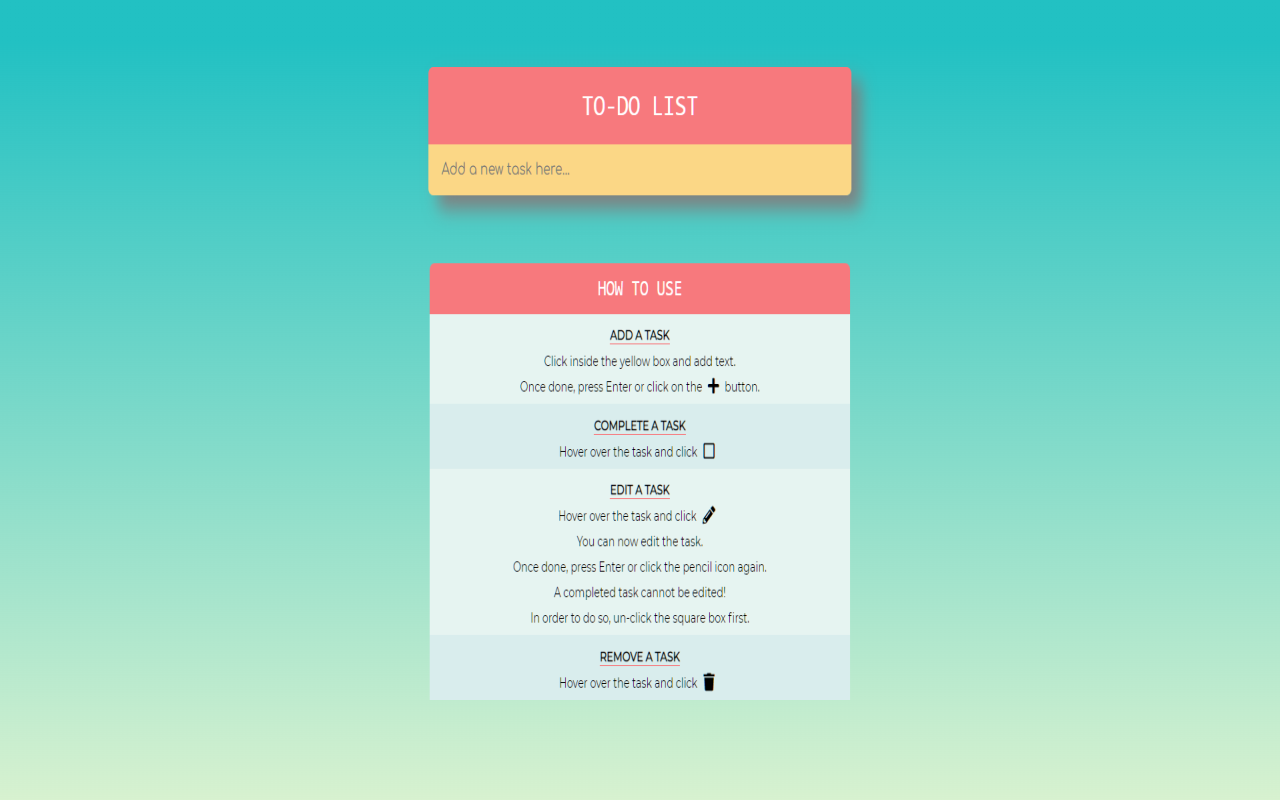 TO-DO LIST
Add a new task here...
HOW TO USE
ADD A TASK
Click inside the yellow box and add text.
Once done, press Enter or click on the button.
COMPLETE A TASK
Hover over the task and click
EDIT A TASK
Hover over the task and click
You can now edit the task.
Once done, press Enter or click the pencil icon again.
A completed task cannot be edited!
In order to do so, un-click the square box first.
REMOVE A TASK
Hover over the task and click